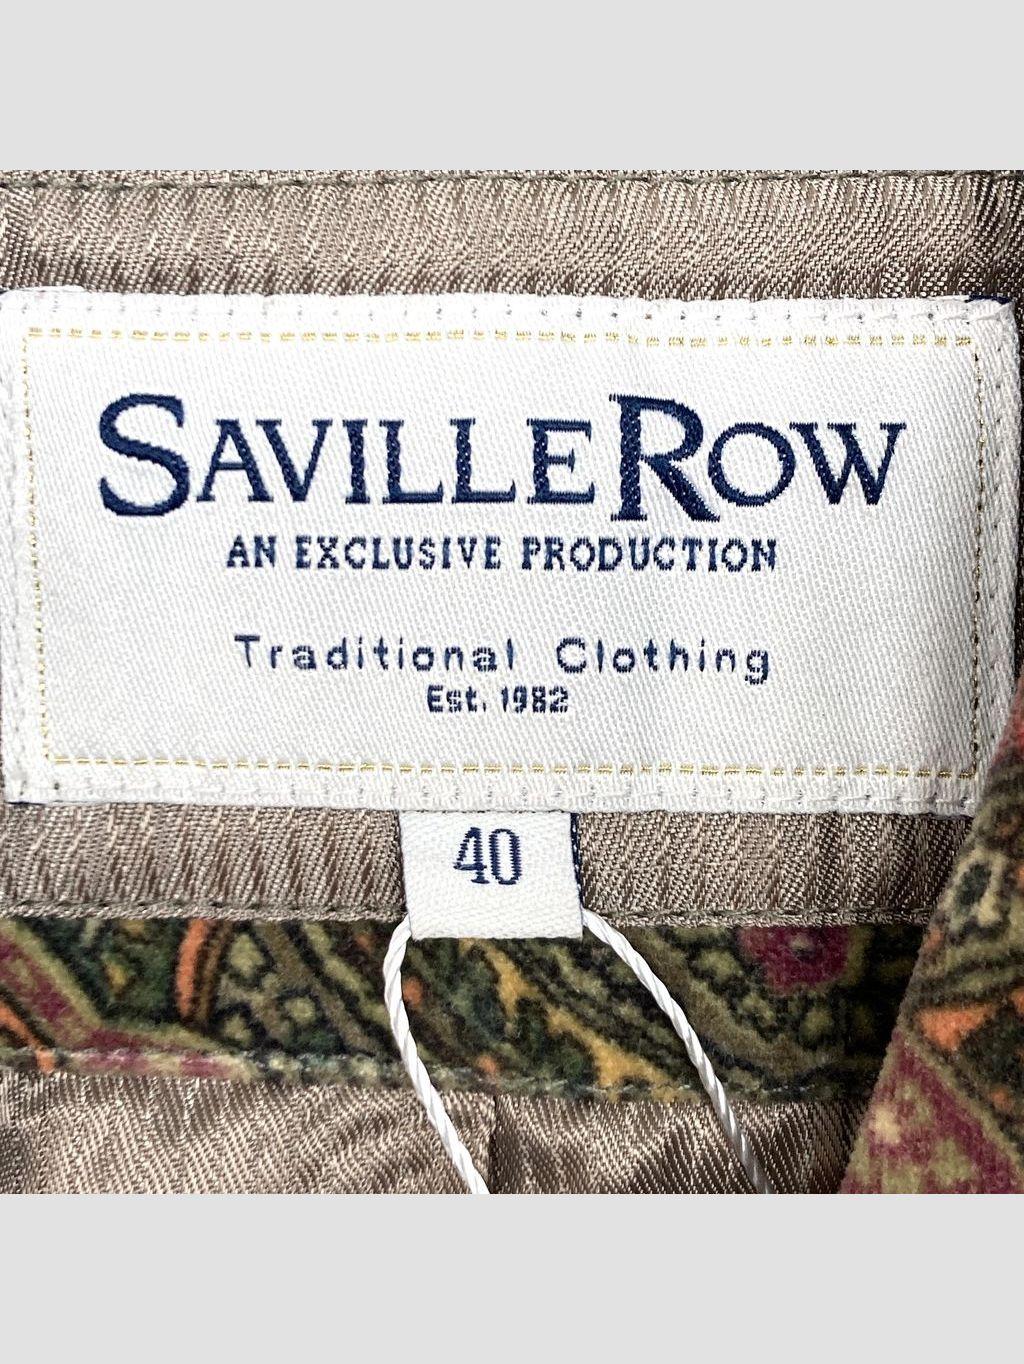 SAVILLE ROW
AN EXCLUSIVE PRODUCTION
Traditional Clothing
Est. 1982
40